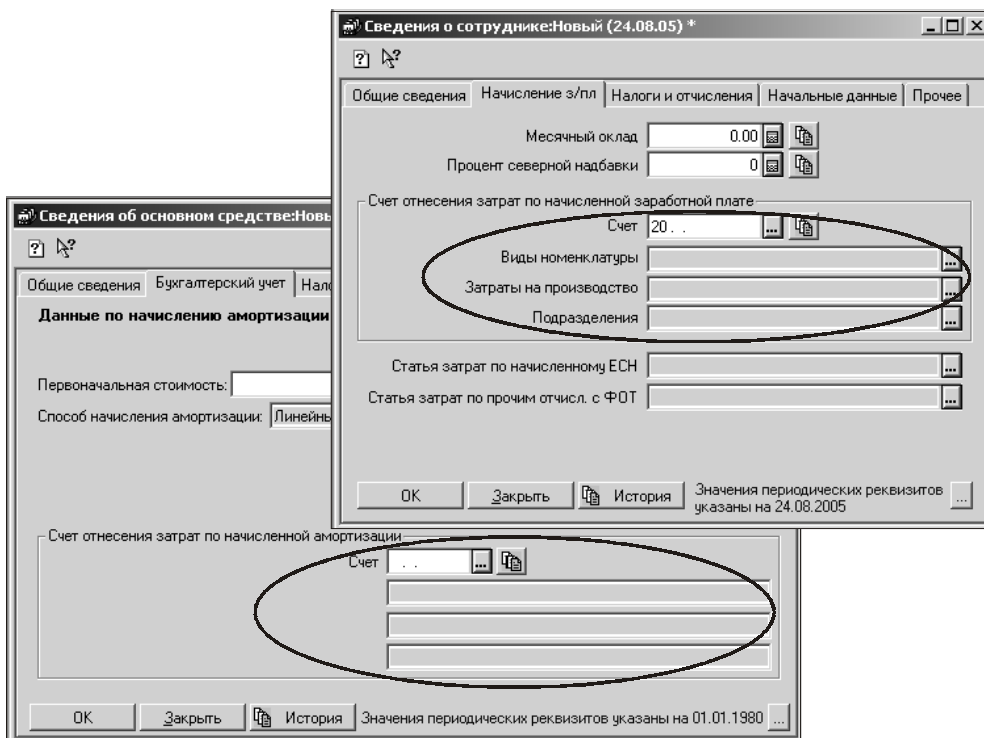 Сведения о сотруднике:Новый (24.08.05) *
Общие сведения Начисление з/пл Налоги и отчисления Начальные данные Прочее
Месячный оклад 0.00
Процент северной надбавки 0
Счет отнесения затрат по начисленной заработной плате
Счет 20 . .
Виды номенклатуры
Затраты на производство
Подразделения
Статья затрат по начисленному ЕСН
Статья затрат по прочим отчисл. с ФОТ
OK Закрыть История Значения периодических реквизитов
указаны на 24.08.2005
Сведения об основном средстве:Новы
Общие сведения Бухгалтерский учет Нало
Данные по начислению амортизации
Первоначальная стоимость:
Способ начисления амортизации: Линейны
Счет отнесения затрат по начисленной амортизации
Счет . .
OK Закрыть История Значения периодических реквизитов указаны на 01.01.1980